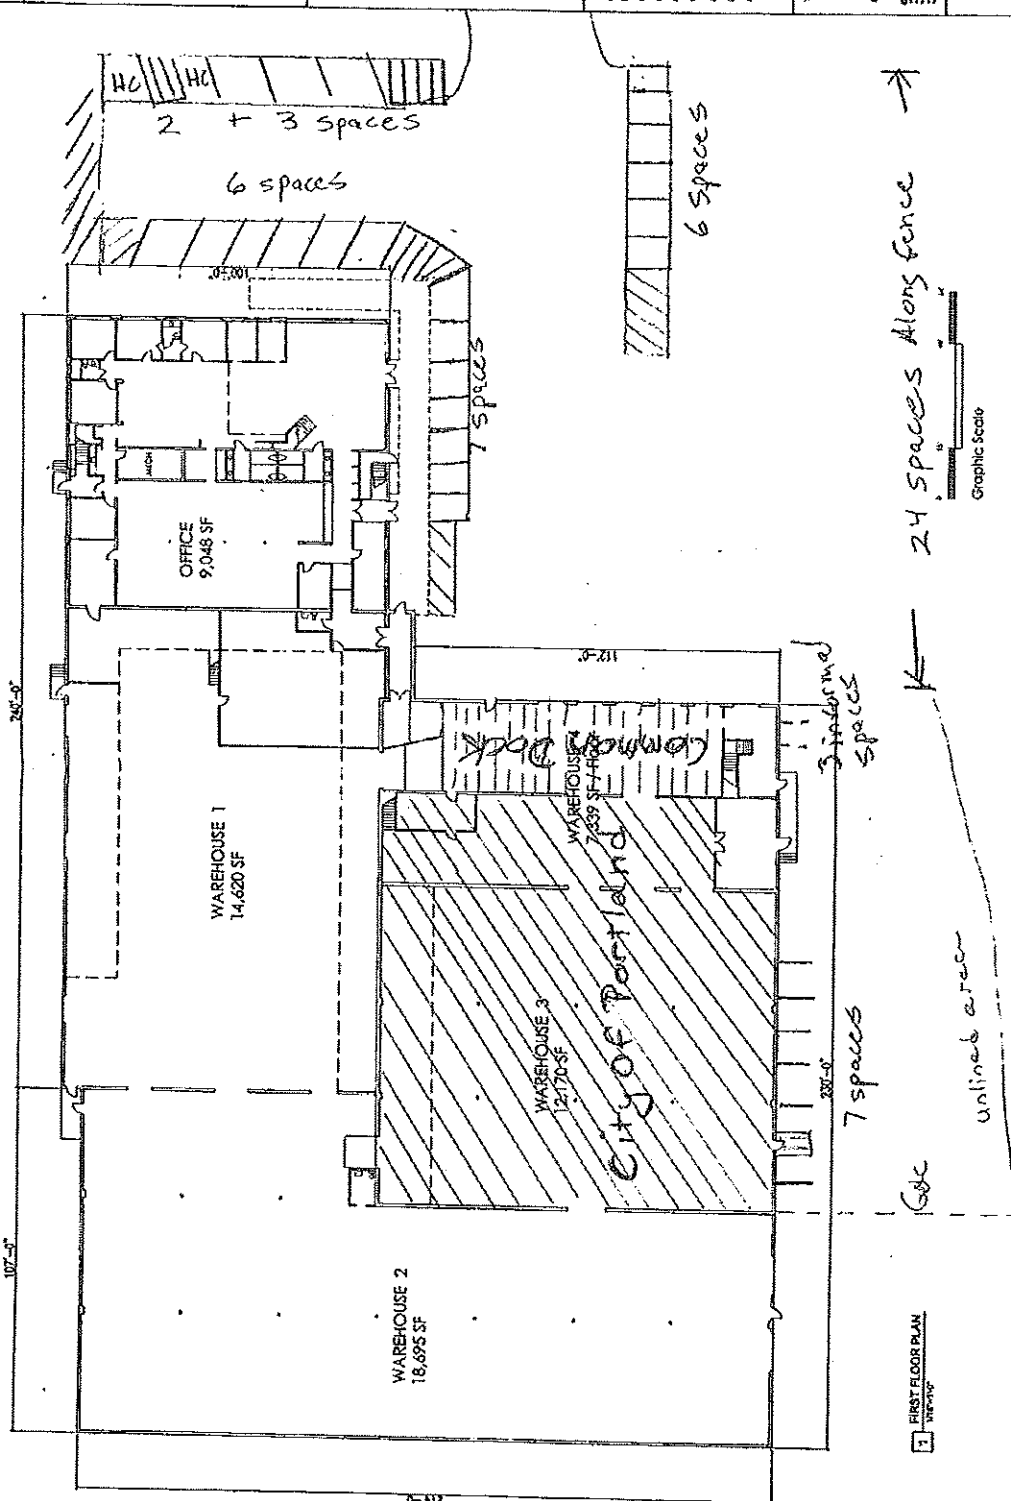 HC
HC
2 + 3 spaces
6 spaces
6 spaces
100'-0"
7 spaces
MECH
OFFICE
9,048 SF
240'-0"
24 spaces Along fence
Graphic Scale
112'-0"
3 informal
spaces
Common Dock
WAREHOUSE 4
7,339 SF / Floor
WAREHOUSE 1
14,620 SF
City of Portland
WAREHOUSE 3
12,170 SF
7 spaces
230'-0"
unlined area
107'-0"
WAREHOUSE 2
18,695 SF
1 FIRST FLOOR PLAN